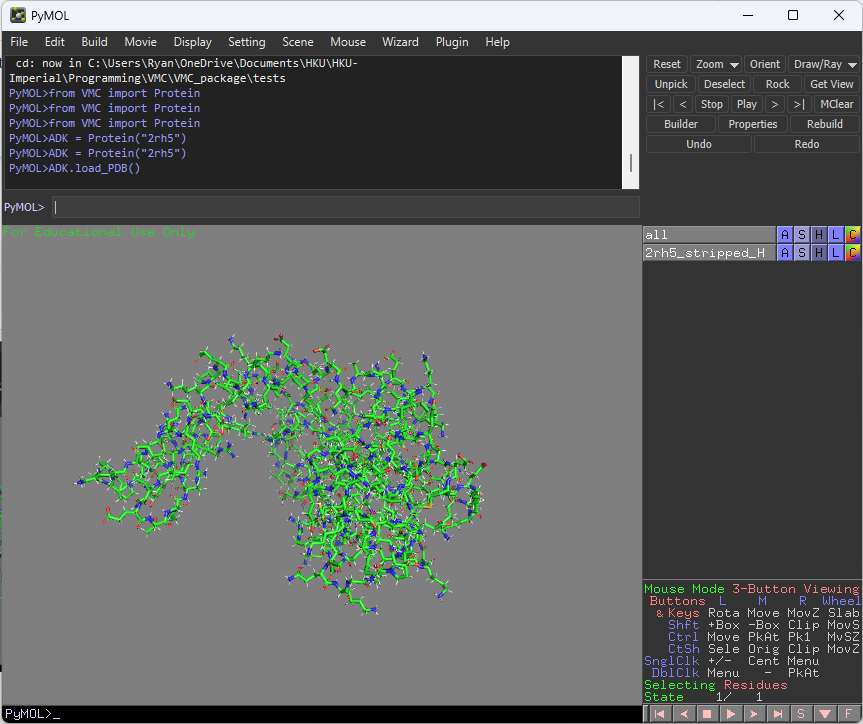 PyMOL
File Edit Build Movie Display Setting Scene Mouse Wizard Plugin Help
cd: now in C:\Users\Ryan\OneDrive\Documents\HKU\HKU-
Imperial\Programming\VMC\VMC_package\tests
PyMOL>from VMC import Protein
PyMOL>from VMC import Protein
PyMOL>from VMC import Protein
PyMOL>ADK = Protein("2rh5")
PyMOL>ADK = Protein("2rh5")
PyMOL>ADK.load_PDB()
PyMOL>
Reset Zoom Orient Draw/Ray
Unpick Deselect Rock Get View
|< < Stop Play > >| MClear
Builder Properties Rebuild
Undo Redo
For Educational Use Only
all A S H L C
2rh5_stripped_H A S H L C
Mouse Mode 3-Button Viewing
Buttons L M R Wheel
& Keys Rota Move MovZ Slab
Shft +Box -Box Clip MovS
Ctrl Move PkAt Pk1 MvSZ
CtSh Sele Orig Clip MovZ
SnglClk +/- Cent Menu
DblClk Menu - PkAt
Selecting Residues
State 1/ 1
PyMOL>_
S F